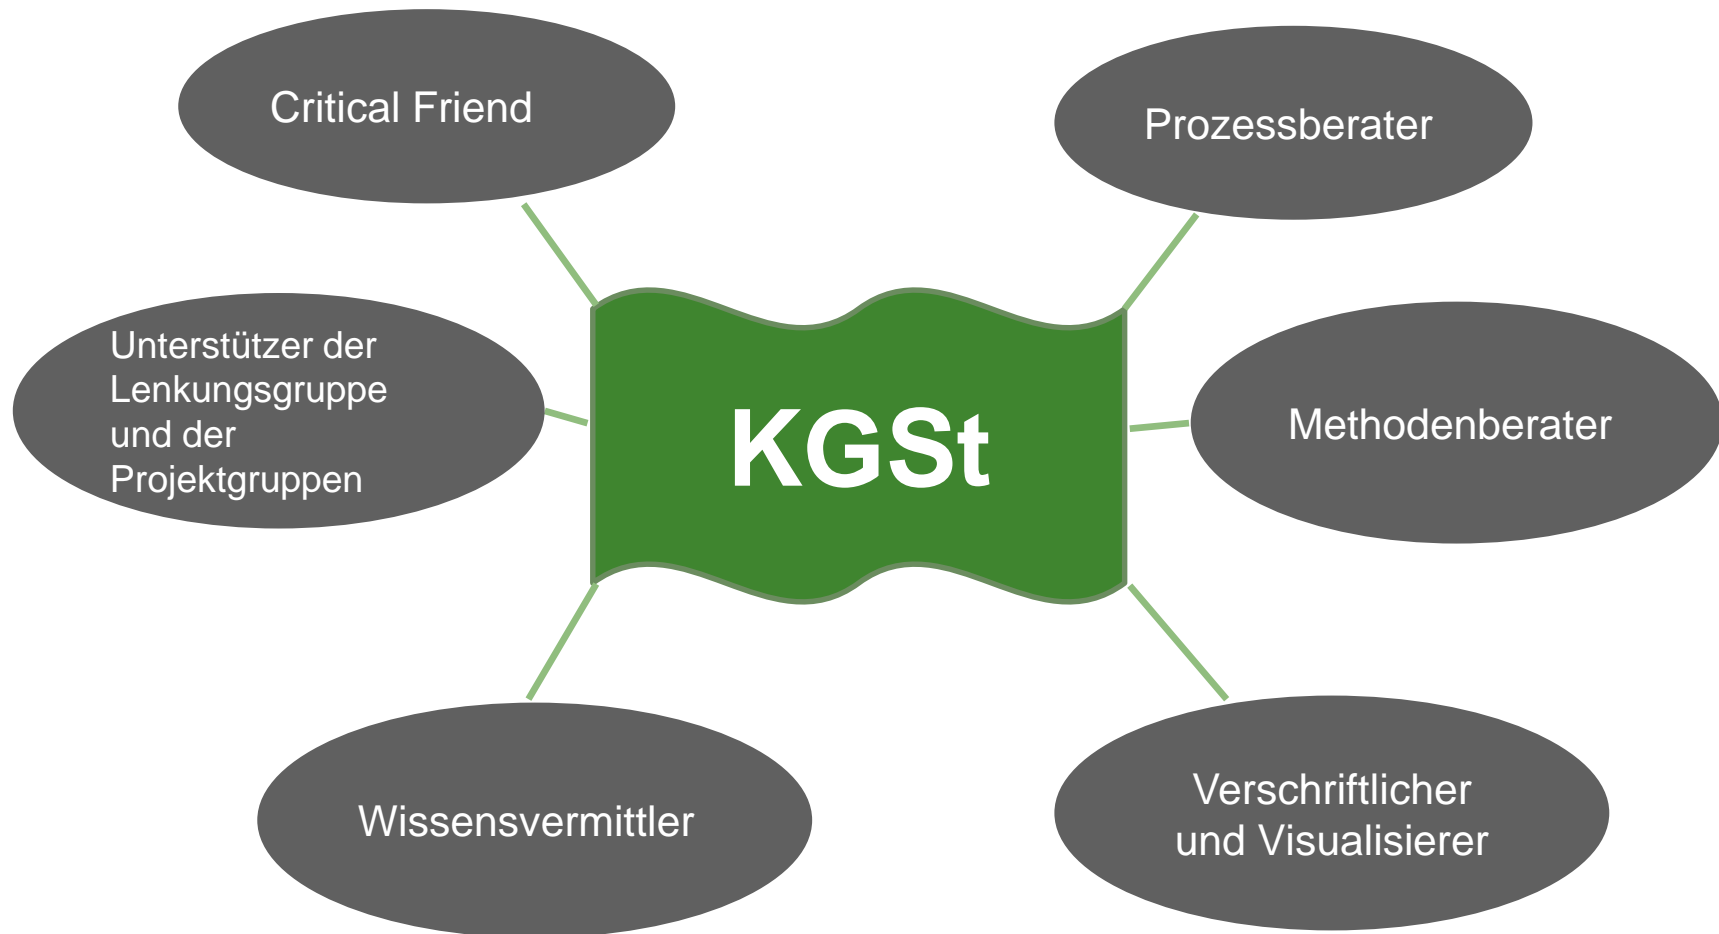 Critical Friend
Prozessberater
Unterstützer der
Lenkungsgruppe
und der
Projektgruppen
KGSt
Methodenberater
Wissensvermittler
Verschriftlicher
und Visualisierer